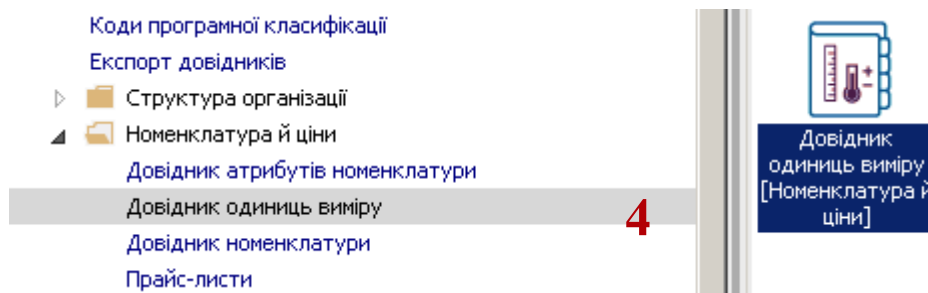 Коди програмної класифікації
Експорт довідників
Структура організації
Номенклатура й ціни
Довідник атрибутів номенклатури
Довідник одиниць виміру
4
Довідник номенклатури
Прайс-листи
Довідник
одиниць виміру
[Номенклатура й
ціни]